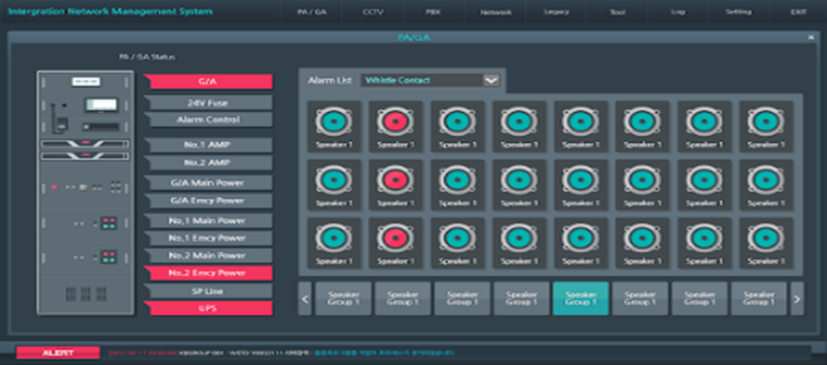 Intergration Network Management System
PA / GA CCTV PBX Network Legacy Tool Log Setting EXIT
PA/GA
PA / GA Status
G/A
24V Fuse
Alarm Control
No.1 AMP
No.2 AMP
G/A Main Power
G/A Emcy Power
No.1 Main Power
No.1 Emcy Power
No.2 Main Power
No.2 Emcy Power
SP Line
UPS
Alarm List Whistle Contact
Speaker 1 Speaker 1 Speaker 1 Speaker 1 Speaker 1 Speaker 1 Speaker 1 Speaker 1
Speaker 1 Speaker 1 Speaker 1 Speaker 1 Speaker 1 Speaker 1 Speaker 1 Speaker 1
Speaker 1 Speaker 1 Speaker 1 Speaker 1 Speaker 1 Speaker 1 Speaker 1 Speaker 1
Speaker Speaker Speaker Speaker Speaker Speaker Speaker Speaker
Group 1 Group 1 Group 1 Group 1 Group 1 Group 1 Group 1 Group 1
ALERT